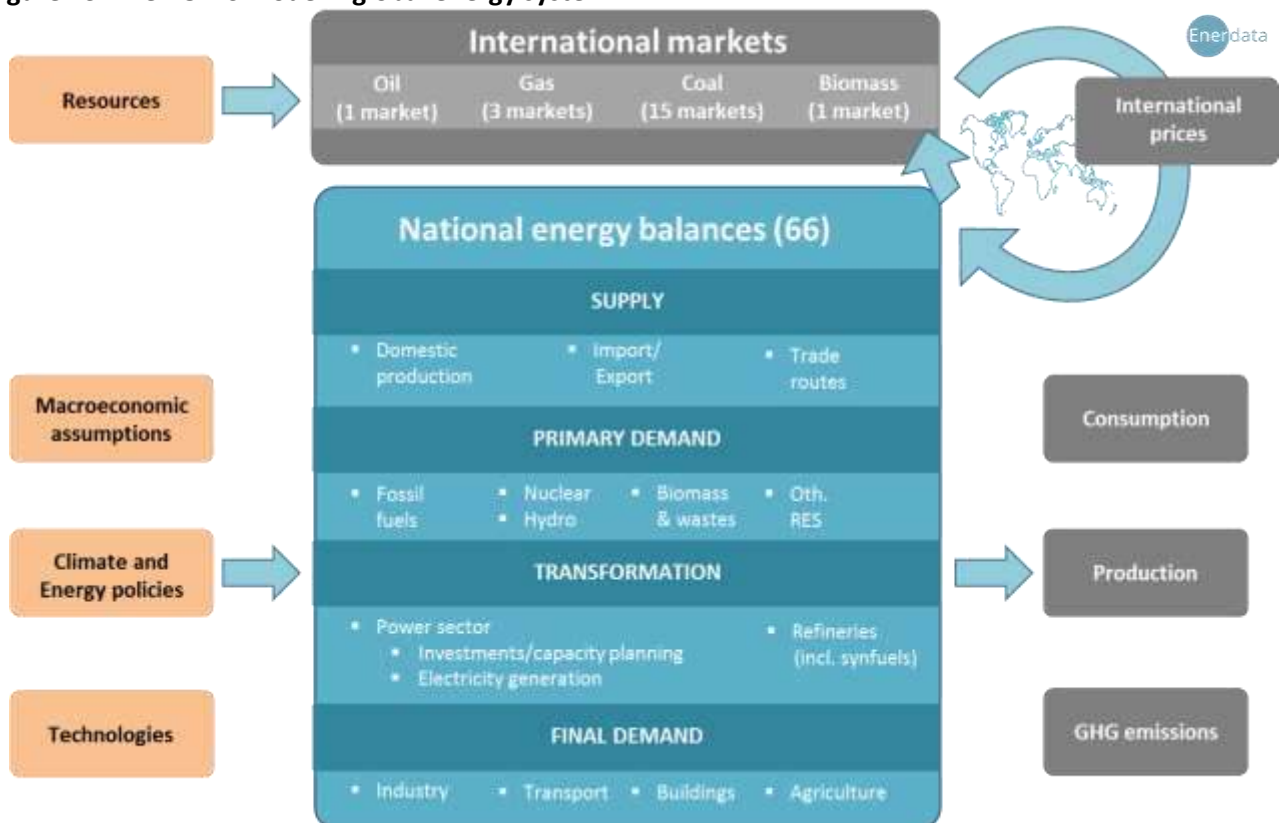 Enerdata
International markets
Oil
(1 market)
Gas
(3 markets)
Coal
(15 markets)
Biomass
(1 market)
Resources
International
prices
National energy balances (66)
SUPPLY
▪ Domestic
production
▪ Import/
Export
▪ Trade
routes
Macroeconomic
assumptions
Consumption
PRIMARY DEMAND
▪ Fossil
fuels
▪ Nuclear
▪ Hydro
▪ Biomass
& wastes
▪ Oth.
RES
Climate and
Energy policies
TRANSFORMATION
Production
▪ Power sector
▪ Investments/capacity planning
▪ Electricity generation
▪ Refineries
(incl. synfuels)
Technologies
FINAL DEMAND
GHG emissions
▪ Industry
▪ Transport
▪ Buildings
▪ Agriculture